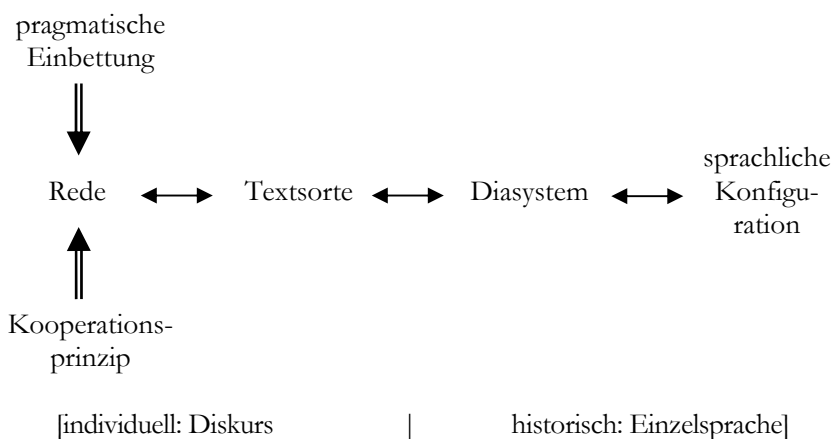 pragmatische
Einbettung
Rede
Textsorte
Diasystem
sprachliche
Konfigu-
ration
Kooperations-
prinzip
[individuell: Diskurs | historisch: Einzelsprache]